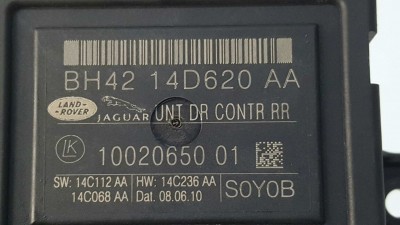 BH42 14D620 AA
LAND-ROVER JAGUAR UNT DR CONTR RR
LK 10020650 01
SW: 14C112 AA HW: 14C236 AA S0Y0B
14C068 AA Dat. 08.06.10